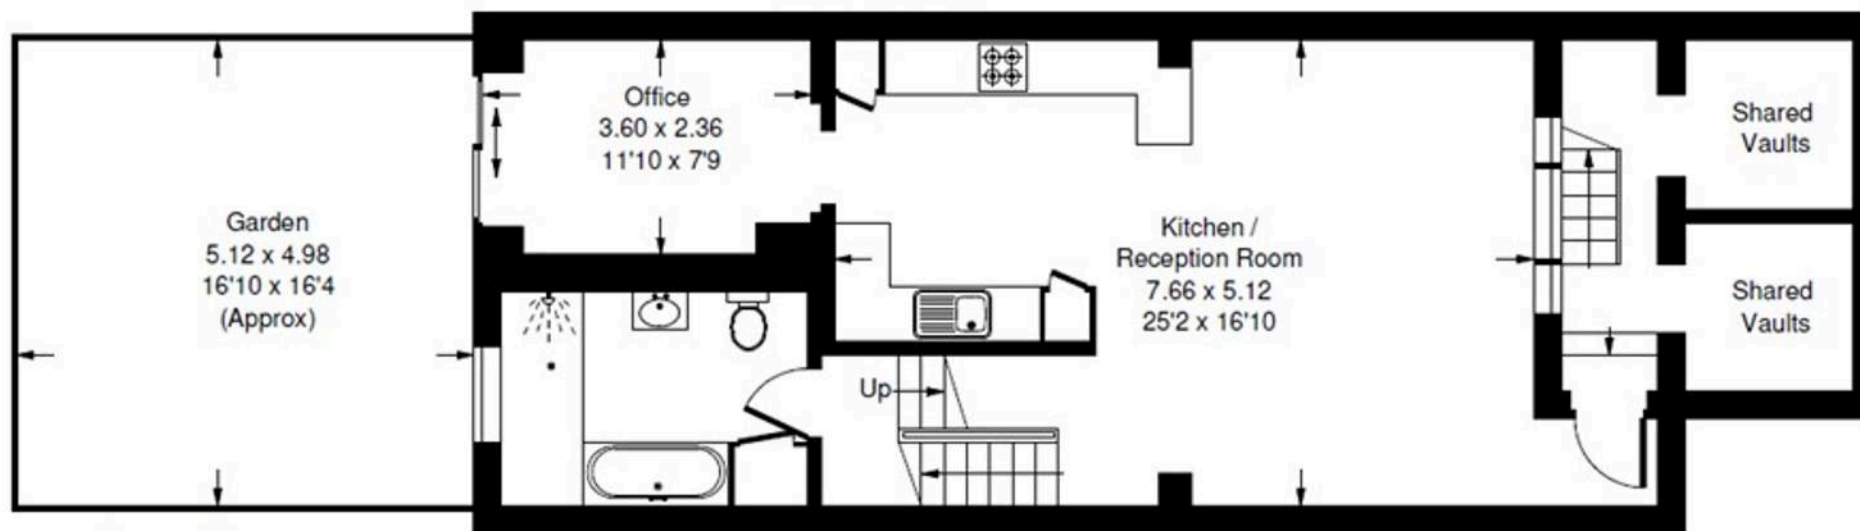 Garden
5.12 x 4.98
16'10 x 16'4
(Approx)
Office
3.60 x 2.36
11'10 x 7'9
Up
Kitchen /
Reception Room
7.66 x 5.12
25'2 x 16'10
Shared
Vaults
Shared
Vaults